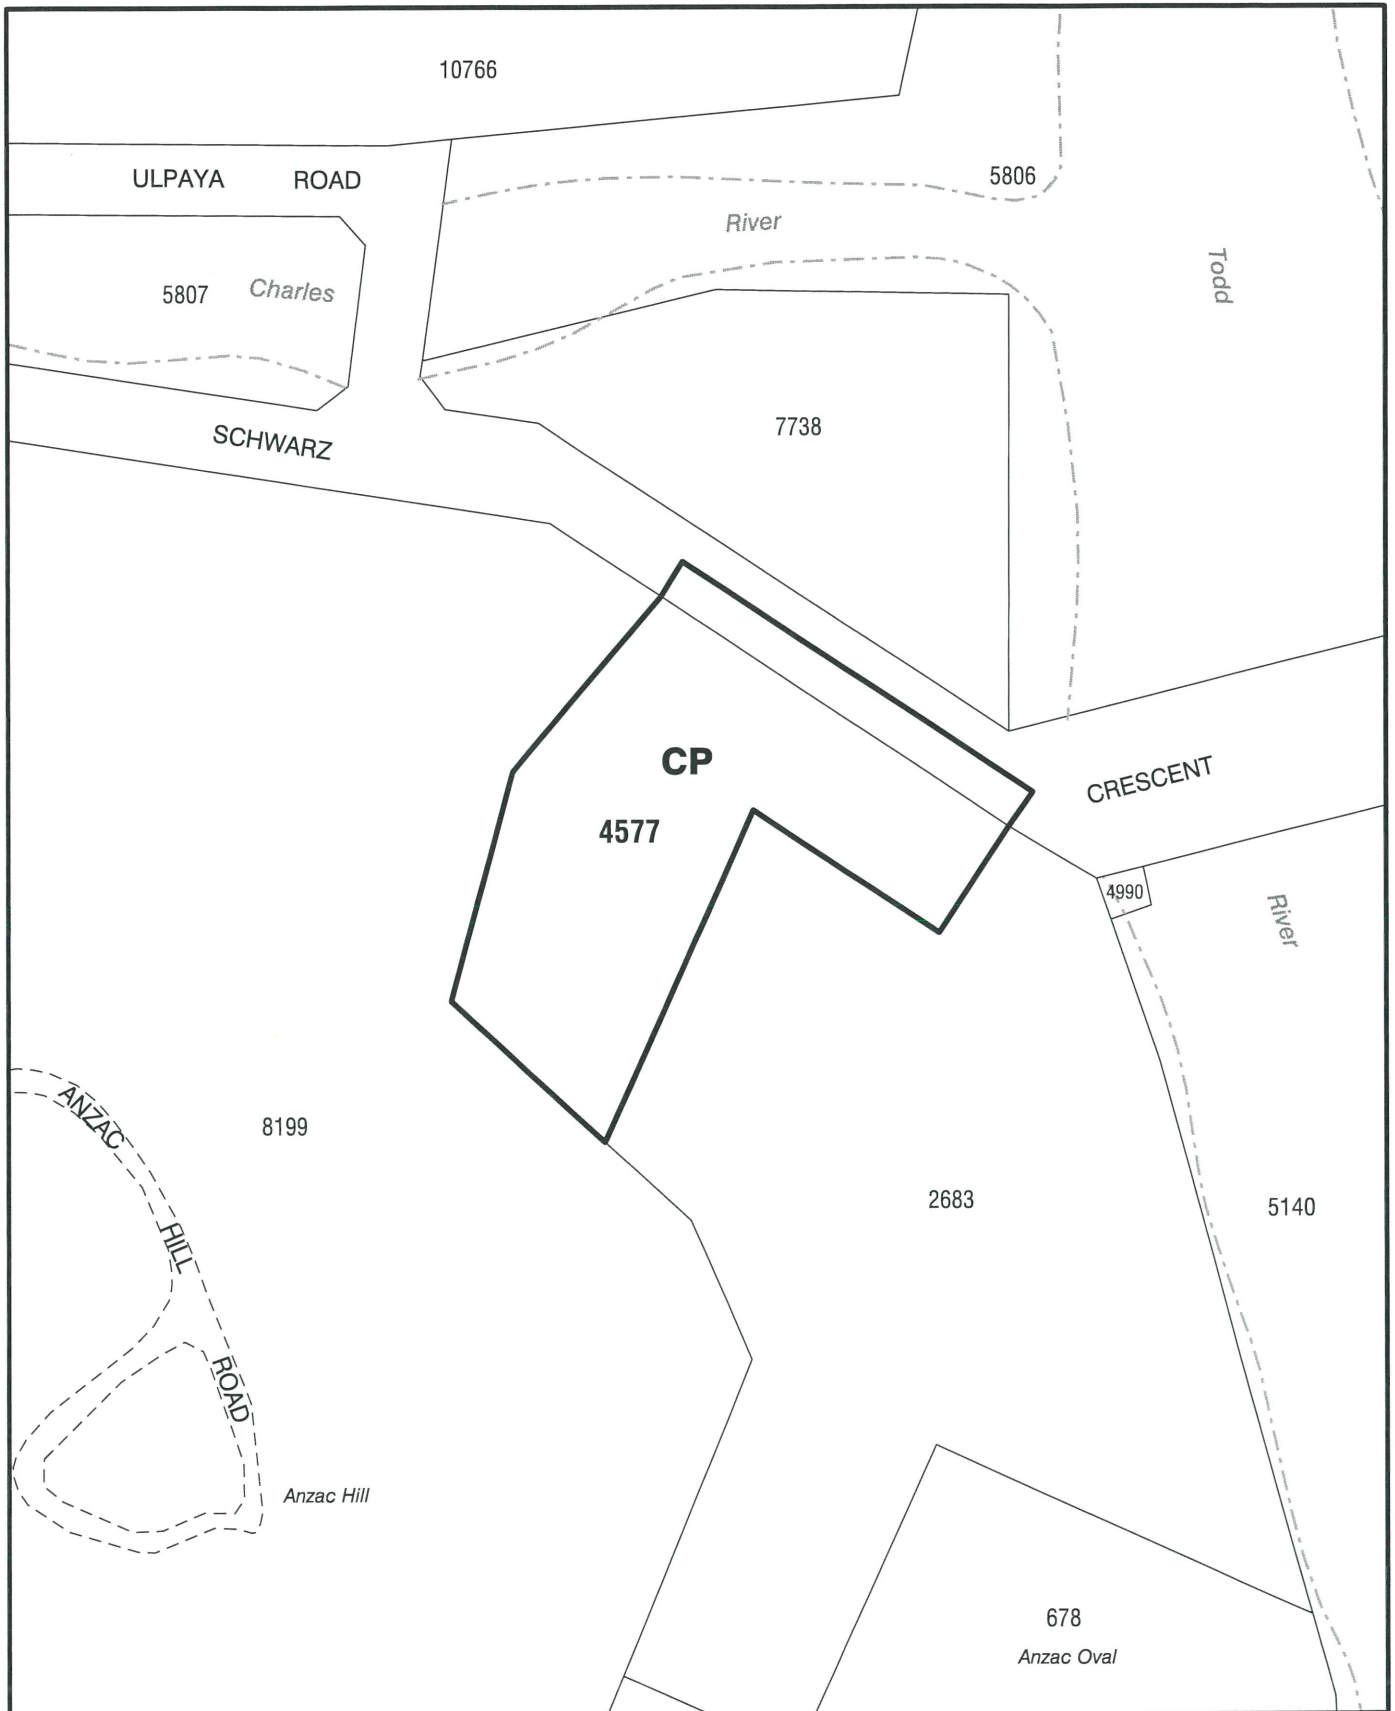 10766
ULPAYA ROAD
5806
River
Todd
5807
Charles
7738
SCHWARZ
CP
CRESCENT
4577
4990
River
ANZAC
8199
2683
5140
HILL
ROAD
Anzac Hill
678
Anzac Oval